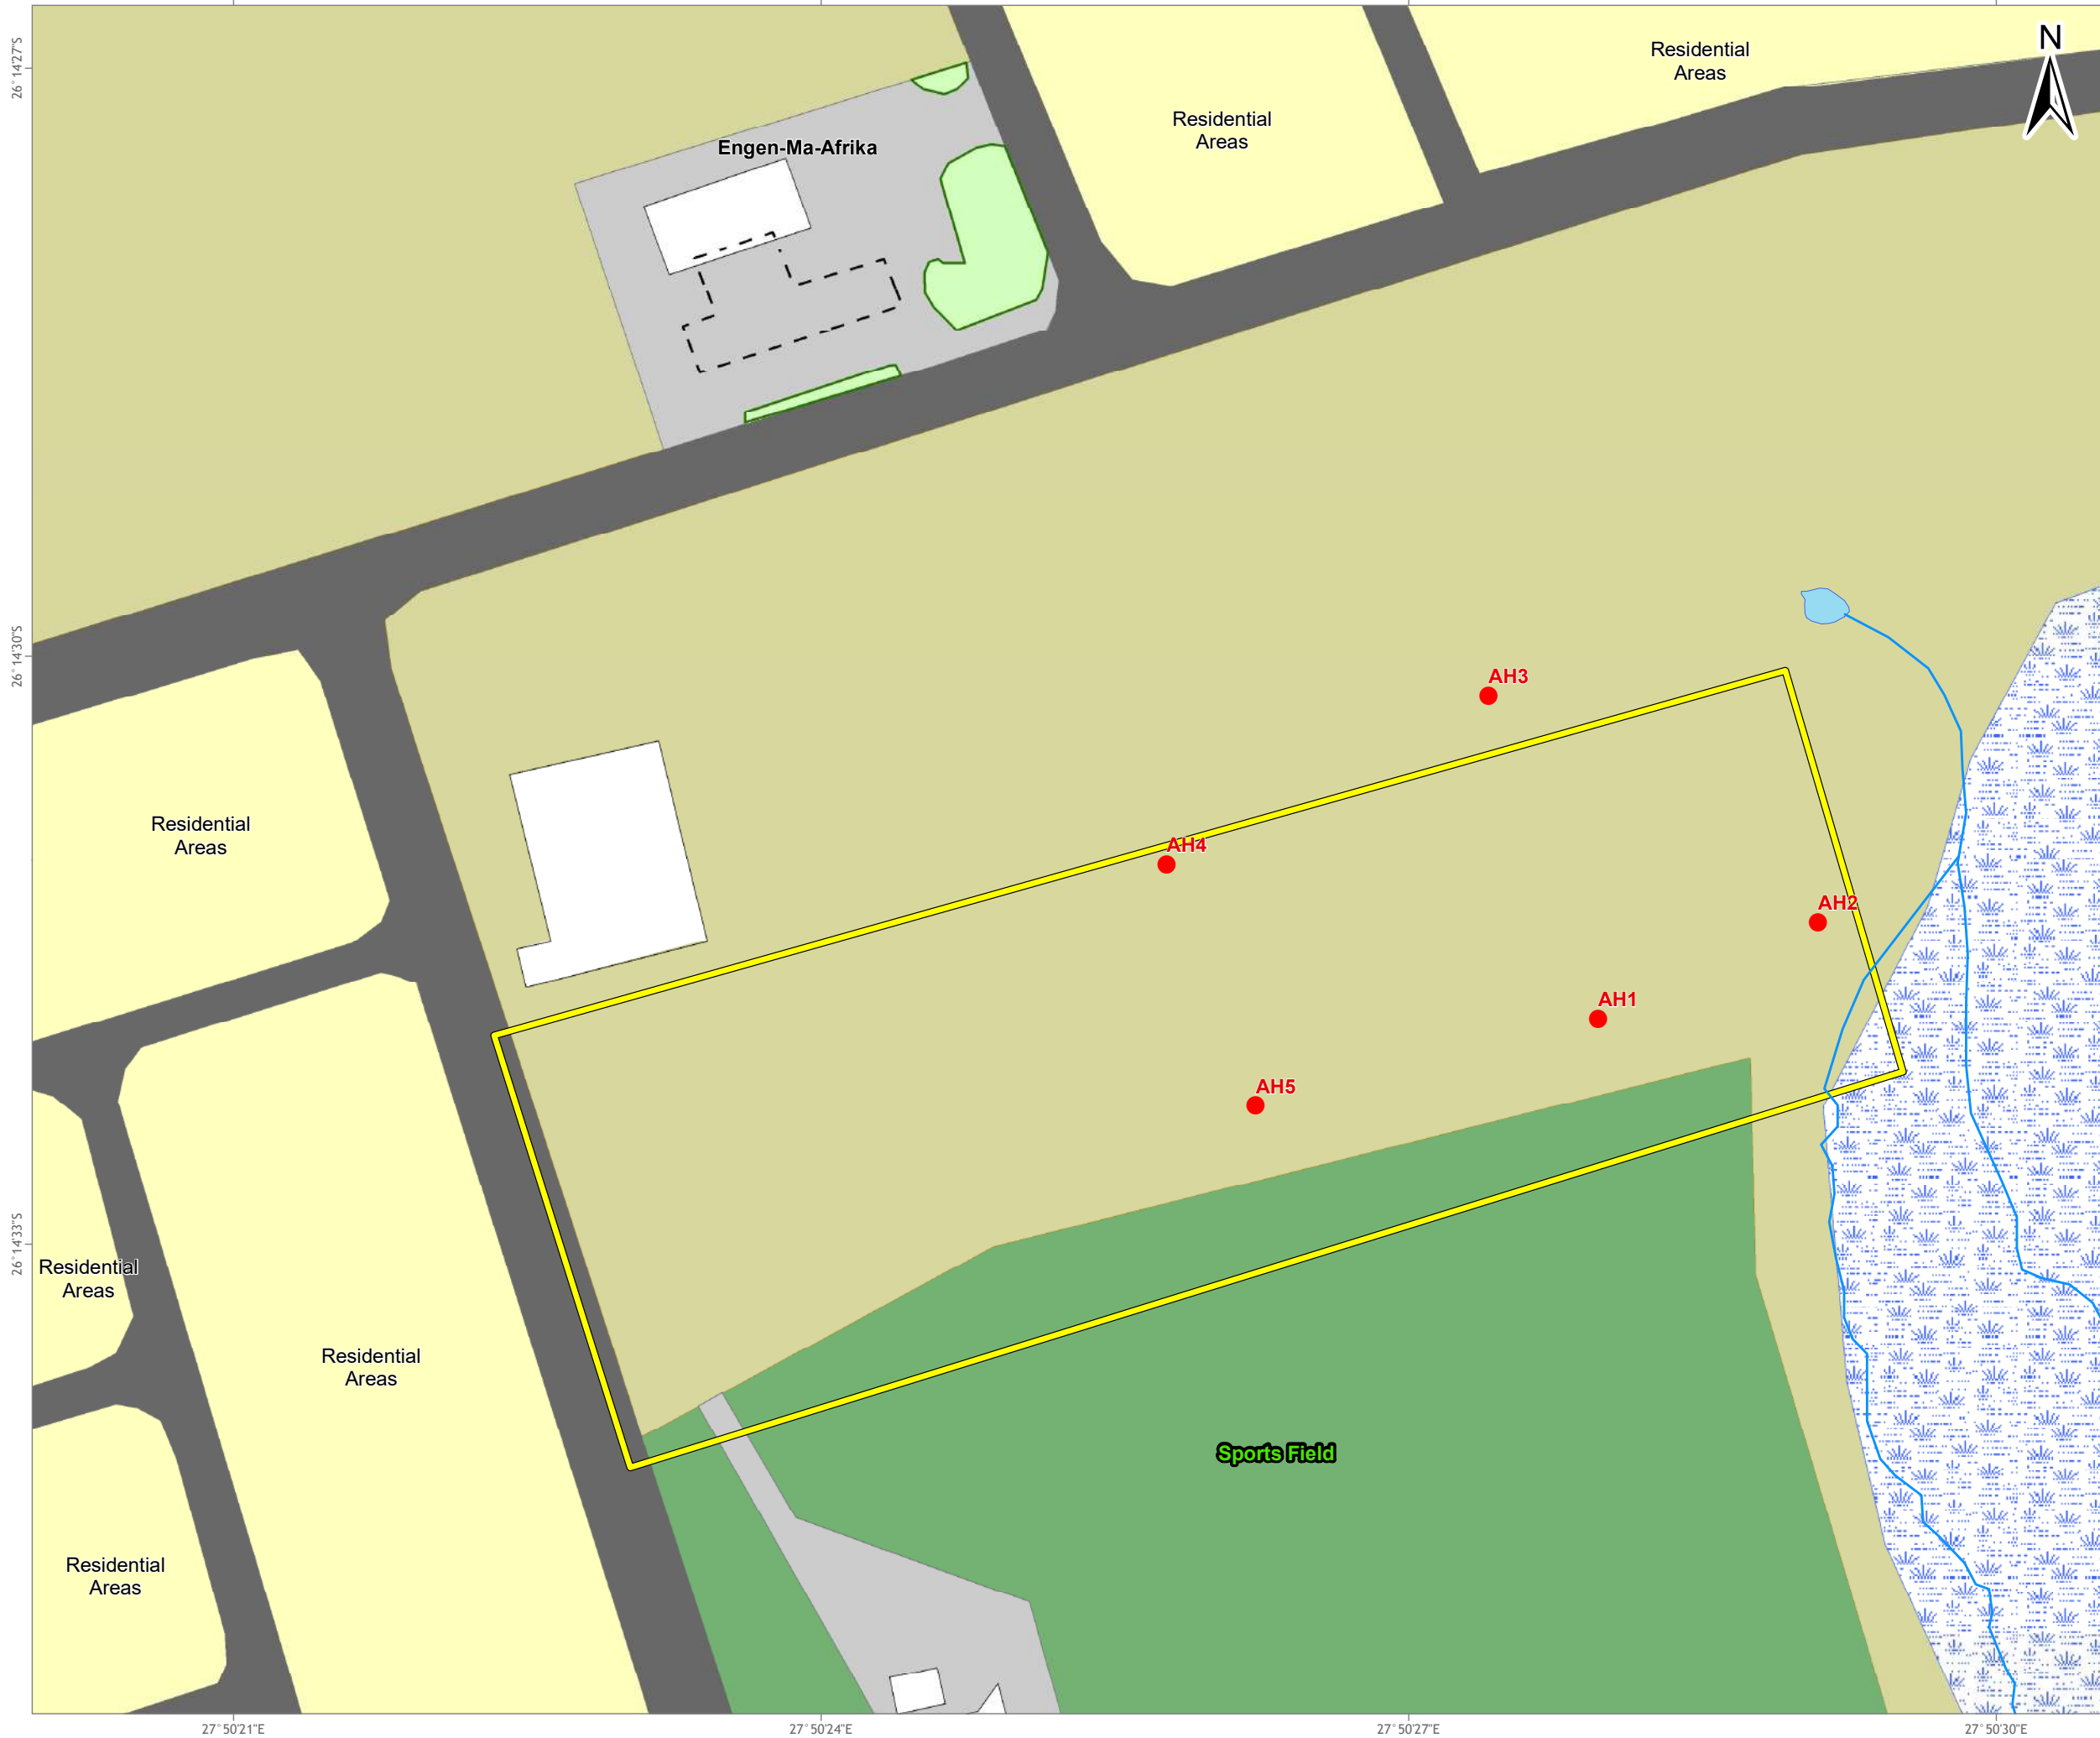 N
26°14'27"S
Residential
Areas
Residential
Areas
Engen-Ma-Afrika
26°14'30"S
AH3
Residential
Areas
AH4
AH2
AH1
AH5
26°14'33"S
Residential
Areas
Residential
Areas
Sports Field
Residential
Areas
27°50'21"E
27°50'24"E
27°50'27"E
27°50'30"E